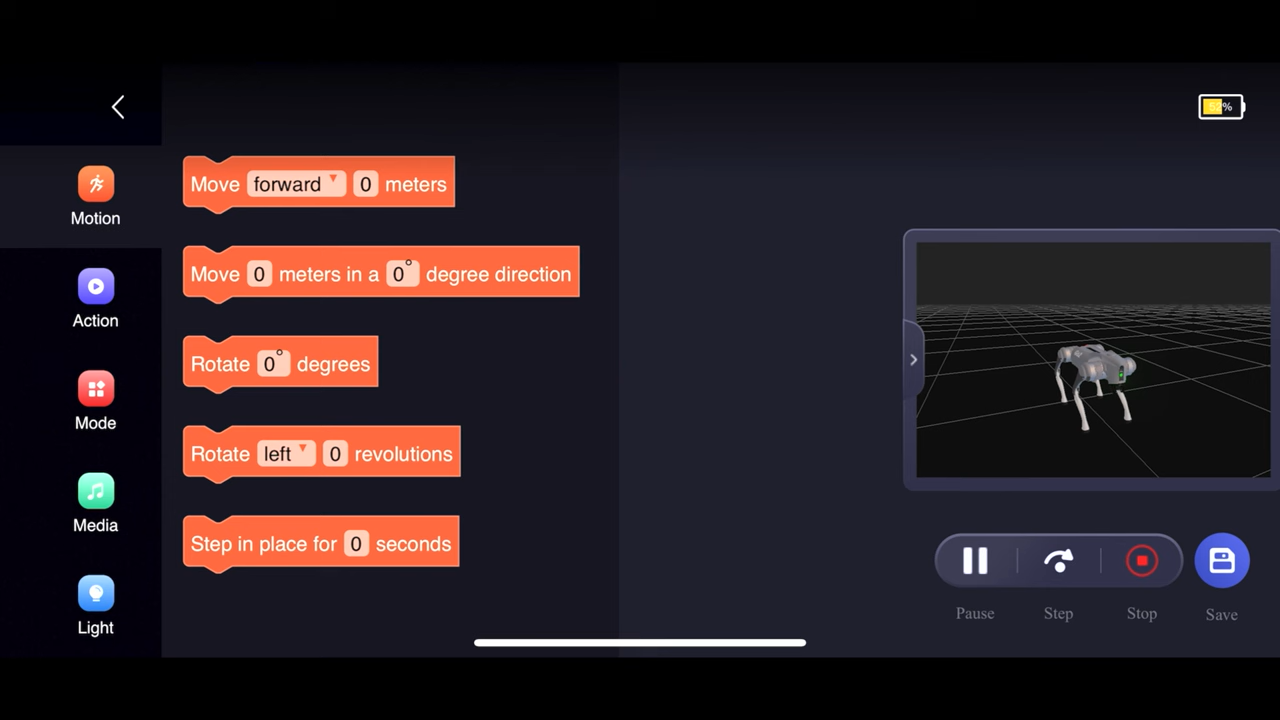 52%
Motion
Action
Mode
Media
Light
Move forward 0 meters
Move 0 meters in a 0° degree direction
Rotate 0° degrees
Rotate left 0 revolutions
Step in place for 0 seconds
Pause
Step
Stop
Save